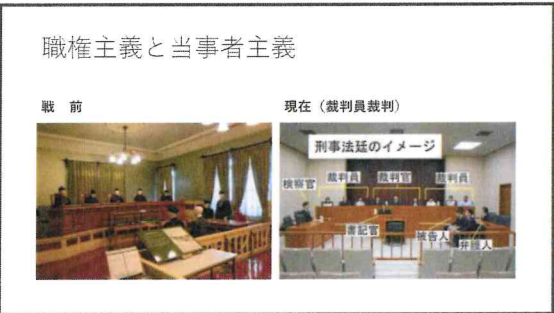 職権主義と当事者主義
戦　前
現在（裁判員裁判）
刑事法廷のイメージ
検察官
裁判員
裁判官
裁判員
書記官
被告人
弁護人